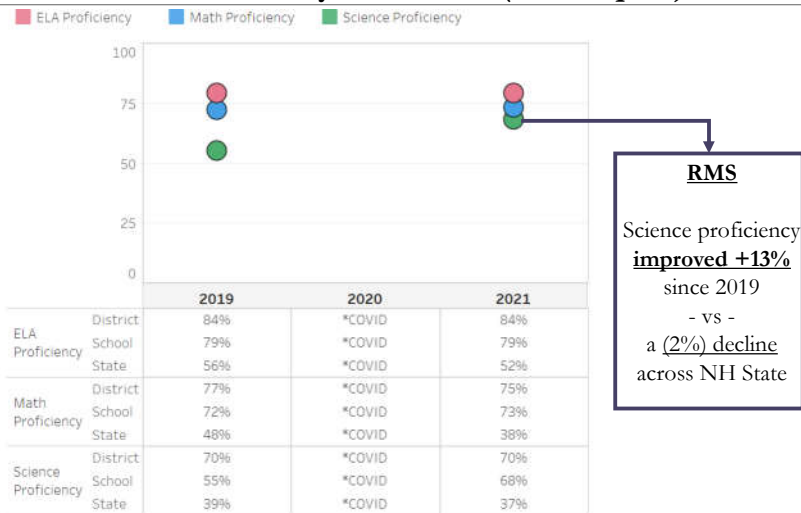 ELA Proficiency Math Proficiency Science Proficiency
100
75
50
25
0
RMS
Science proficiency
improved +13%
since 2019
- vs -
a (2%) decline
across NH State
2019 2020 2021
ELA Proficiency District 84% *COVID 84%
School 79% *COVID 79%
State 56% *COVID 52%
Math Proficiency District 77% *COVID 75%
School 72% *COVID 73%
State 48% *COVID 38%
Science Proficiency District 70% *COVID 70%
School 55% *COVID 68%
State 39% *COVID 37%